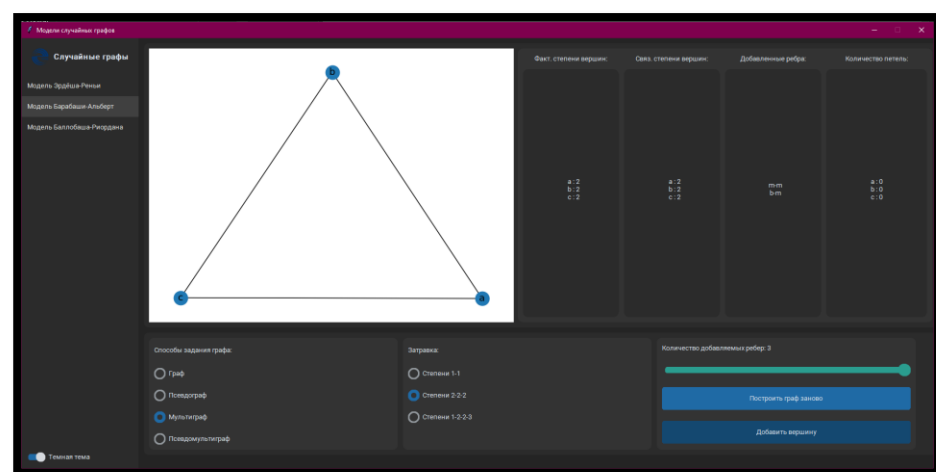 Модели случайных графов
Случайные графы
Модель Эрдёша-Реньи
Модель Барабаши-Альберт
Модель Баллобаша-Риордана
b
c
a
Факт. степени вершин:
a : 2
b : 2
c : 2
Связ. степени вершин:
a : 2
b : 2
c : 2
Добавленные ребра:
m-m
b-m
Количество петель:
a : 0
b : 0
c : 0
Способы задания графа:
Граф
Псевдограф
Мультиграф
Псевдомультиграф
Затравка:
Степени 1-1
Степени 2-2-2
Степени 1-2-2-3
Количество добавляемых ребер: 3
Построить граф заново
Добавить вершину
Темная тема